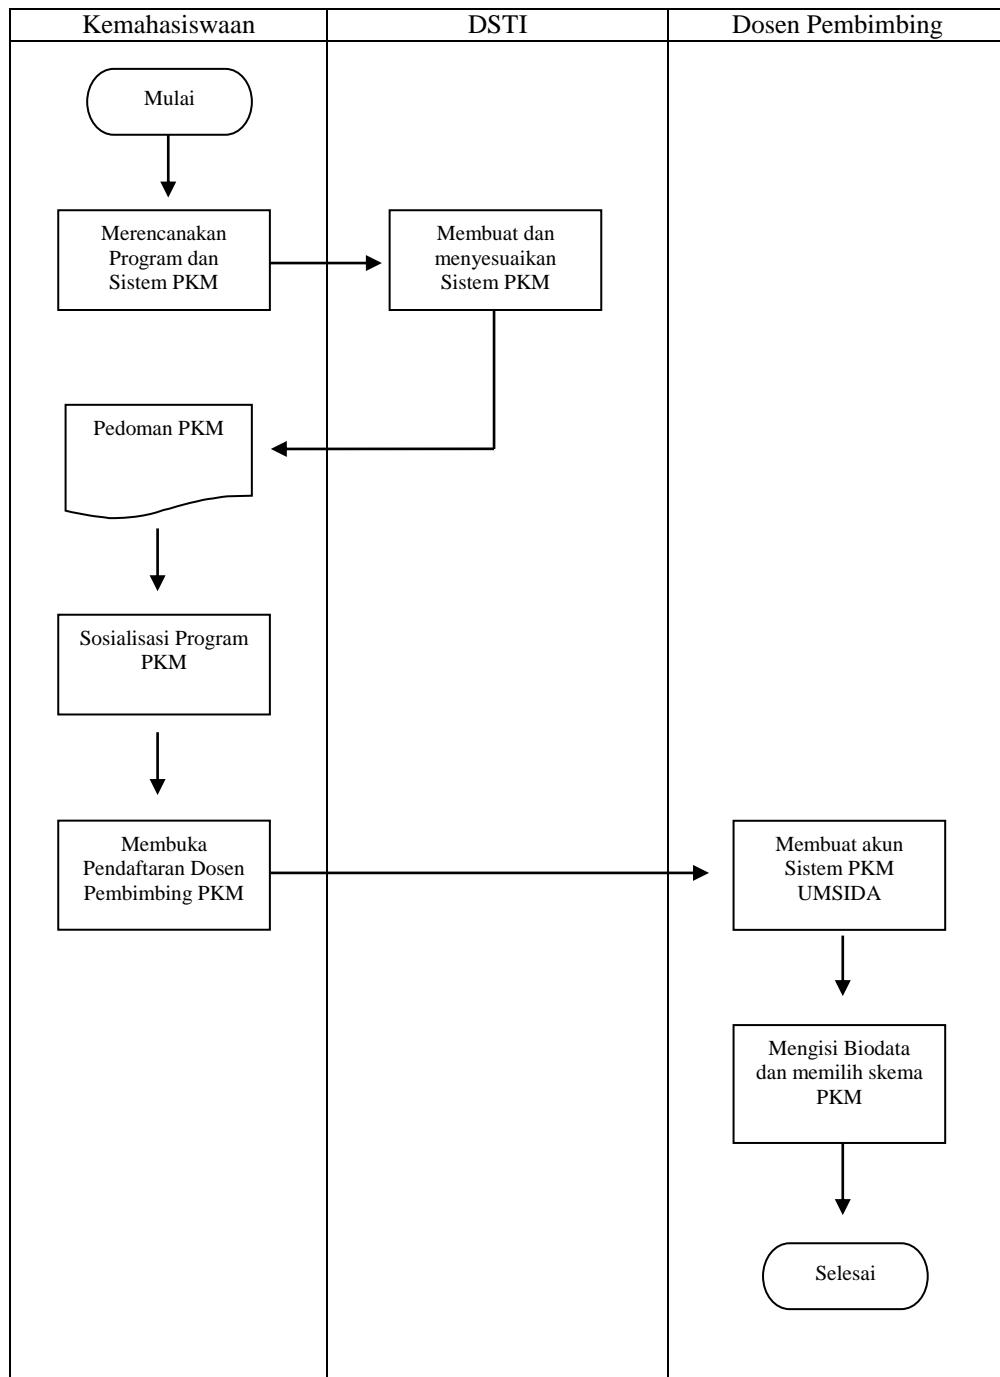 Kemahasiswaan
DSTI
Dosen Pembimbing
Mulai
Merencanakan
Program dan
Sistem PKM
Membuat dan
menyesuaikan
Sistem PKM
Pedoman PKM
Sosialisasi Program
PKM
Membuka
Pendaftaran Dosen
Pembimbing PKM
Membuat akun
Sistem PKM
UMSIDA
Mengisi Biodata
dan memilih skema
PKM
Selesai